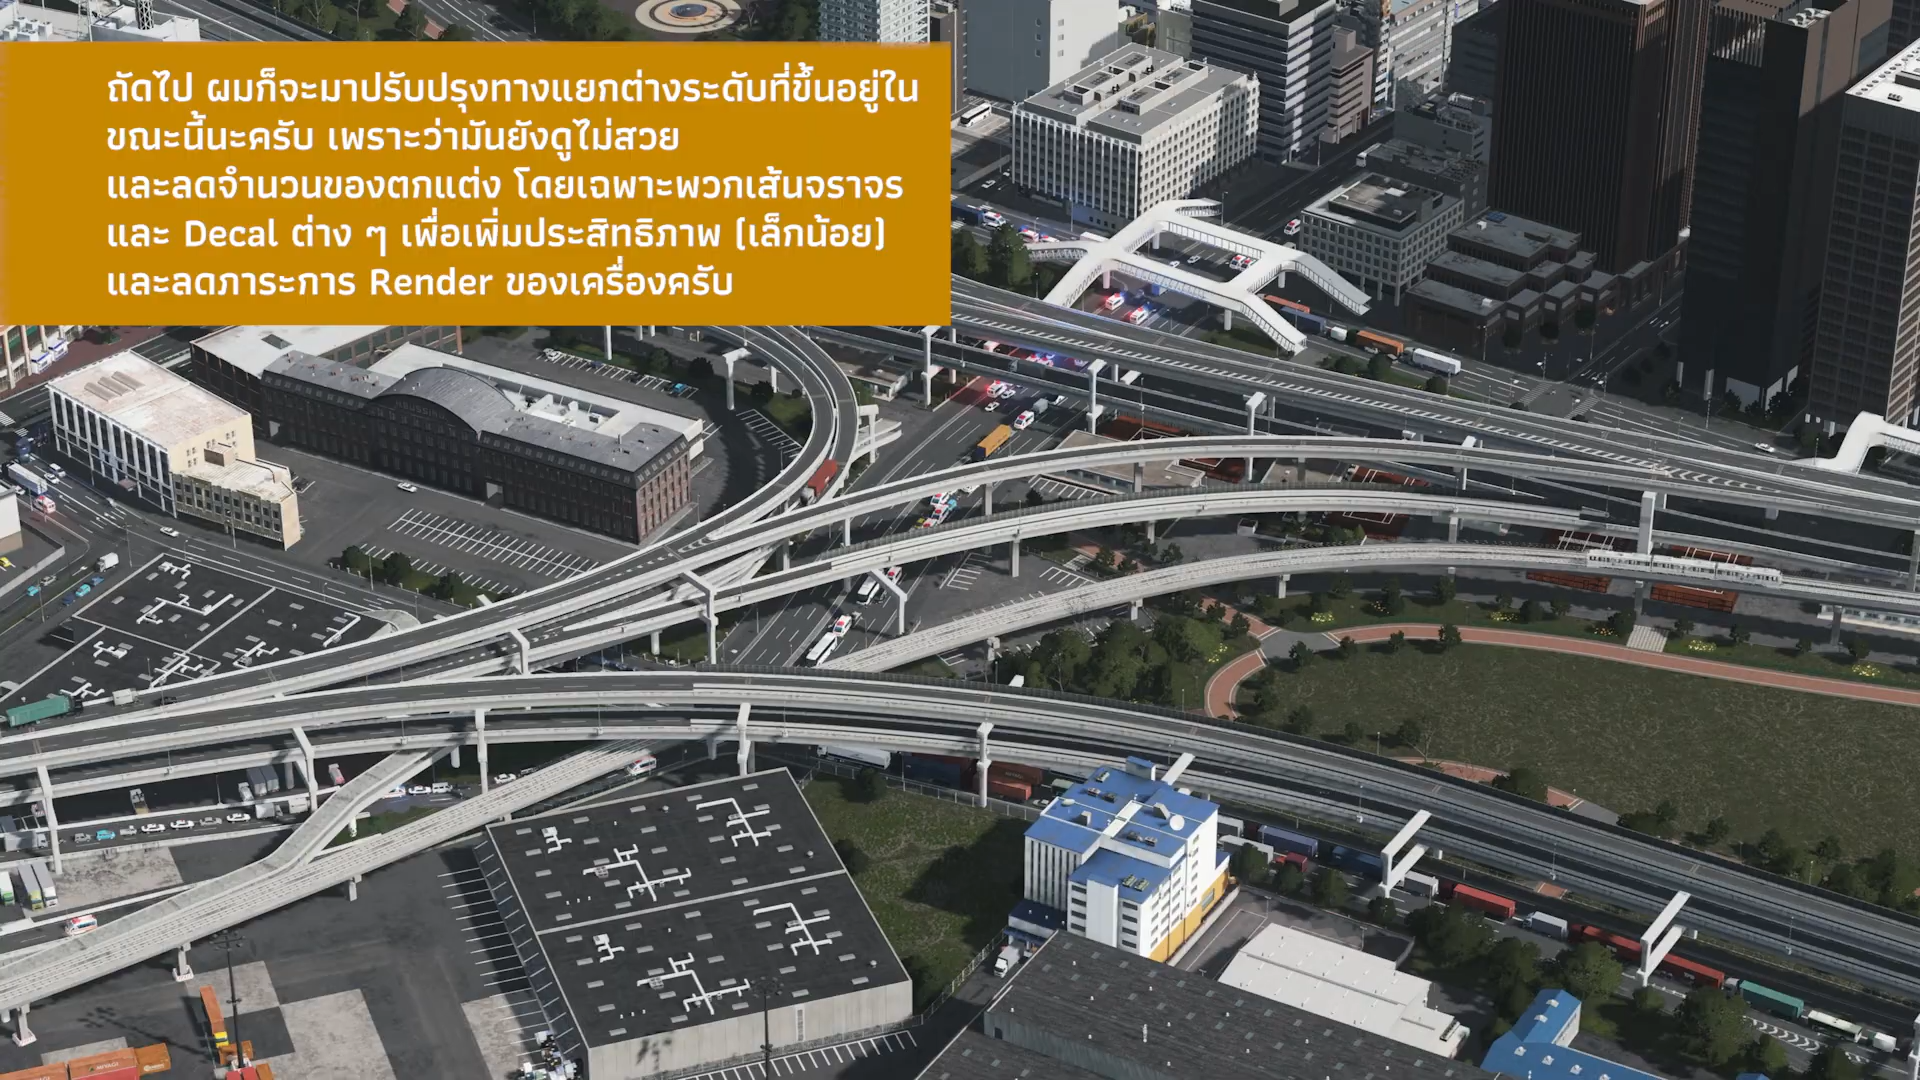 ถัดไป ผมก็จะมาปรับปรุงทางแยกต่างระดับที่ขึ้นอยู่ใน
ขณะนี้นะครับ เพราะว่ามันยังดูไม่สวย
และลดจำนวนของตกแต่ง โดยเฉพาะพวกเส้นจราจร
และ Decal ต่าง ๆ เพื่อเพิ่มประสิทธิภาพ (เล็กน้อย)
และลดภาระการ Render ของเครื่องครับ